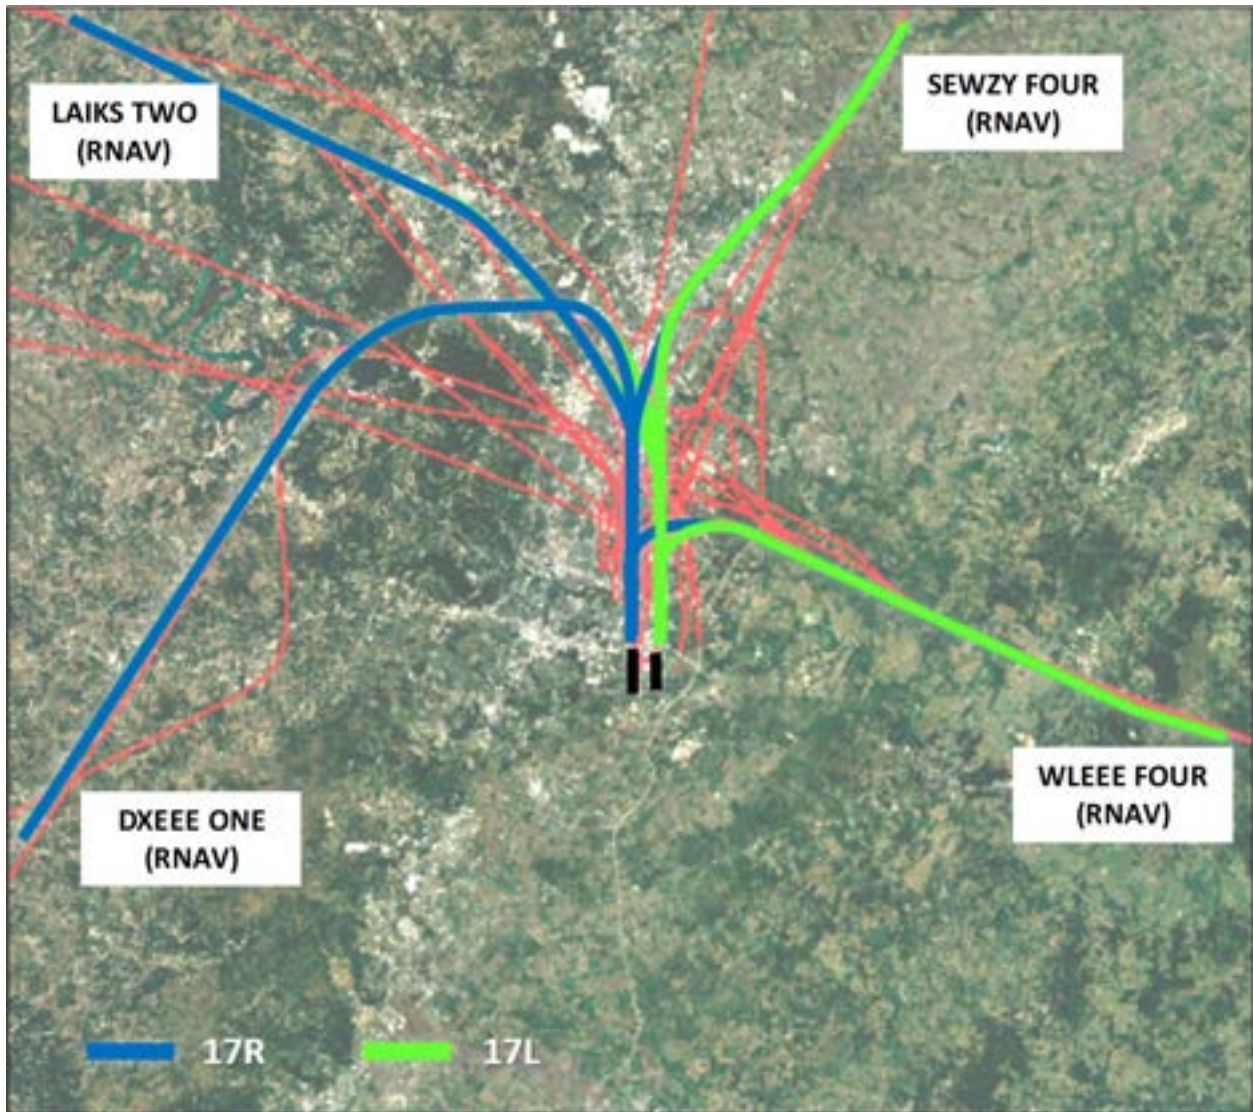 LAIKS TWO
(RNAV)
SEWZY FOUR
(RNAV)
DXEEE ONE
(RNAV)
WLEEE FOUR
(RNAV)
17R
17L